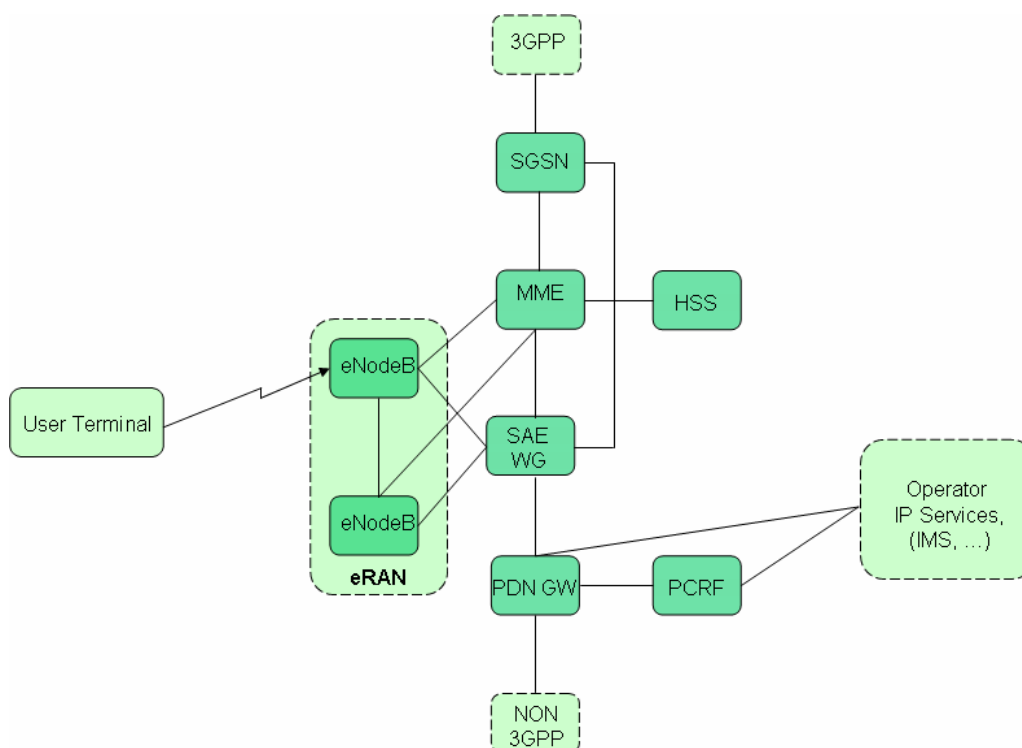 3GPP
SGSN
MME
HSS
eNodeB
User Terminal
SAE
WG
Operator
IP Services,
(IMS, ...)
eNodeB
eRAN
PDN GW
PCRF
NON
3GPP